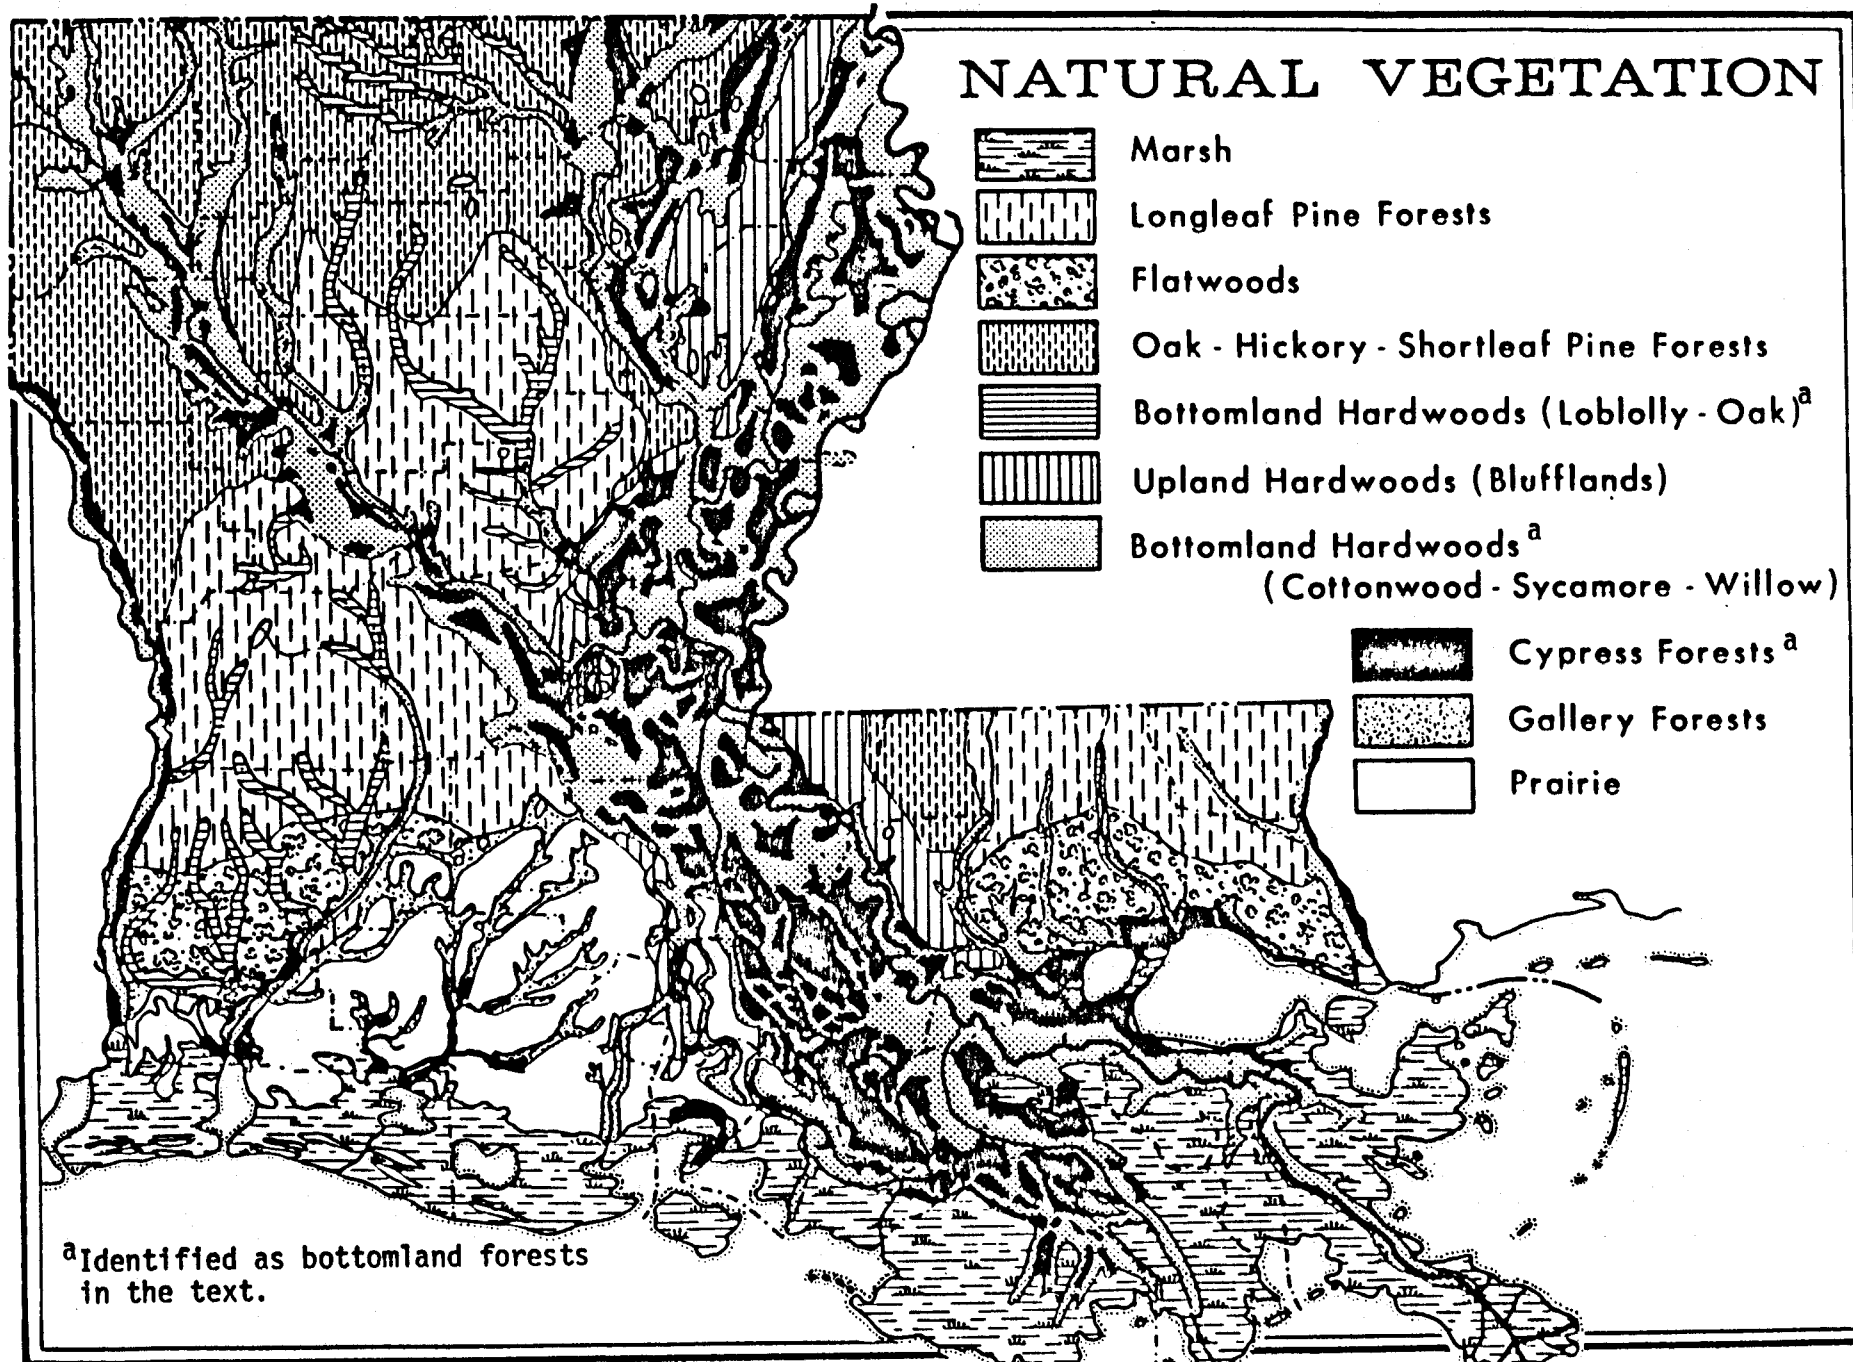 NATURAL VEGETATION
Marsh
Longleaf Pine Forests
Flatwoods
Oak - Hickory - Shortleaf Pine Forests
Bottomland Hardwoods (Loblolly - Oak)a
Upland Hardwoods (Blufflands)
Bottomland Hardwoods a
(Cottonwood - Sycamore - Willow)
Cypress Forests a
Gallery Forests
Prairie
aIdentified as bottomland forests
in the text.